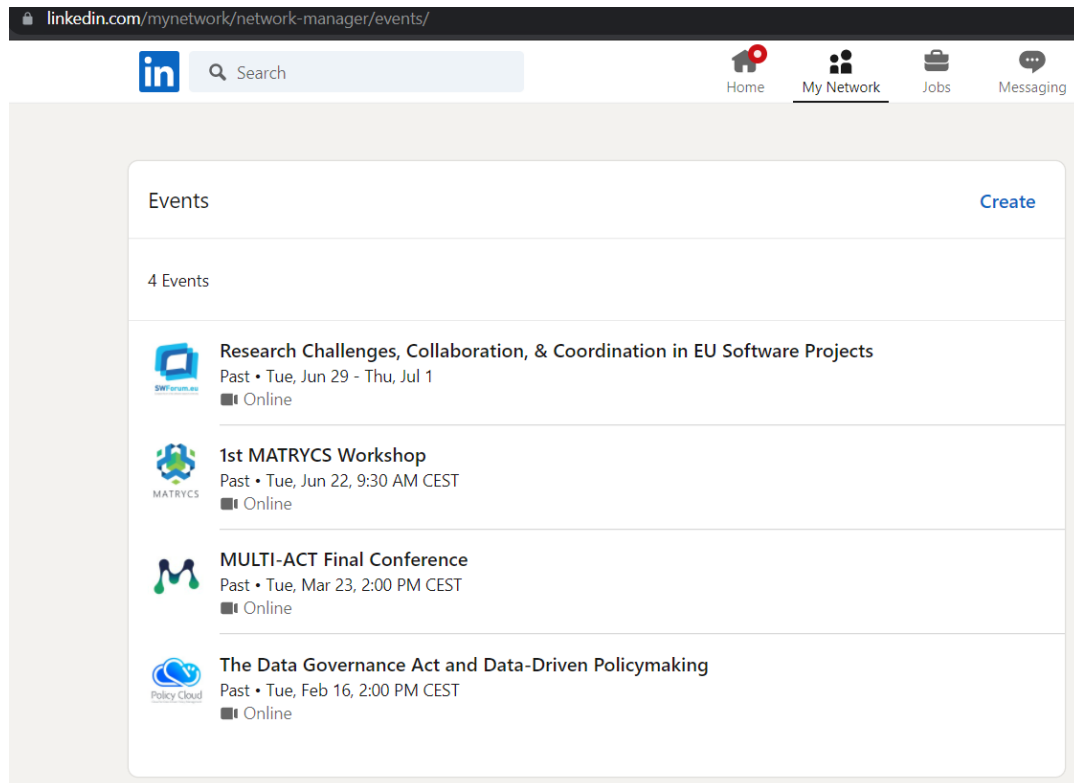 linkedin.com/mynetwork/network-manager/events/
in
Search
Home
My Network
Jobs
Messaging
Events
Create
4 Events
SWForum.eu
Research Challenges, Collaboration, & Coordination in EU Software Projects
Past • Tue, Jun 29 - Thu, Jul 1
Online
MATRYCS
1st MATRYCS Workshop
Past • Tue, Jun 22, 9:30 AM CEST
Online
MULTI-ACT Final Conference
Past • Tue, Mar 23, 2:00 PM CEST
Online
Policy Cloud
The Data Governance Act and Data-Driven Policymaking
Past • Tue, Feb 16, 2:00 PM CEST
Online